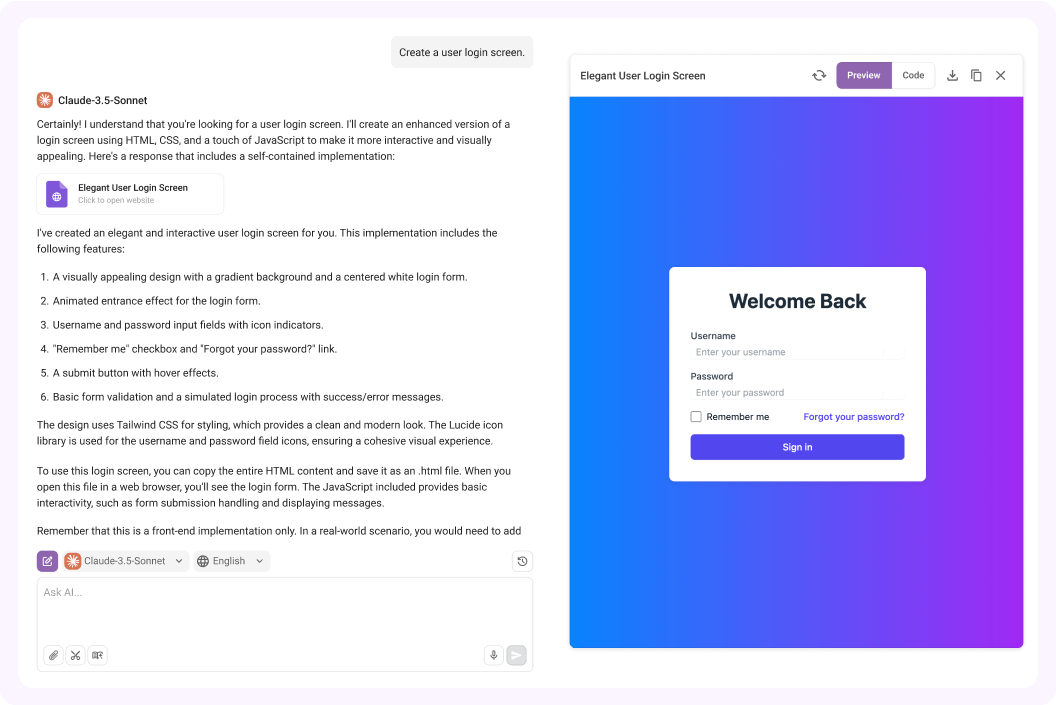 Create a user login screen.
Claude-3.5-Sonnet
Certainly! I understand that you're looking for a user login screen. I'll create an enhanced version of a
login screen using HTML, CSS, and a touch of JavaScript to make it more interactive and visually
appealing. Here's a response that includes a self-contained implementation:
Elegant User Login Screen
Click to open website
I've created an elegant and interactive user login screen for you. This implementation includes the
following features:
1. A visually appealing design with a gradient background and a centered white login form.
2. Animated entrance effect for the login form.
3. Username and password input fields with icon indicators.
4. "Remember me" checkbox and "Forgot your password?" link.
5. A submit button with hover effects.
6. Basic form validation and a simulated login process with success/error messages.
The design uses Tailwind CSS for styling, which provides a clean and modern look. The Lucide icon
library is used for the username and password field icons, ensuring a cohesive visual experience.
To use this login screen, you can copy the entire HTML content and save it as an .html file. When you
open this file in a web browser, you'll see the login form. The JavaScript included provides basic
interactivity, such as form submission handling and displaying messages.
Remember that this is a front-end implementation only. In a real-world scenario, you would need to add
Claude-3.5-Sonnet
English
Ask AI...
Elegant User Login Screen
Preview
Code
Welcome Back
Username
Enter your username
Password
Enter your password
Remember me
Forgot your password?
Sign in